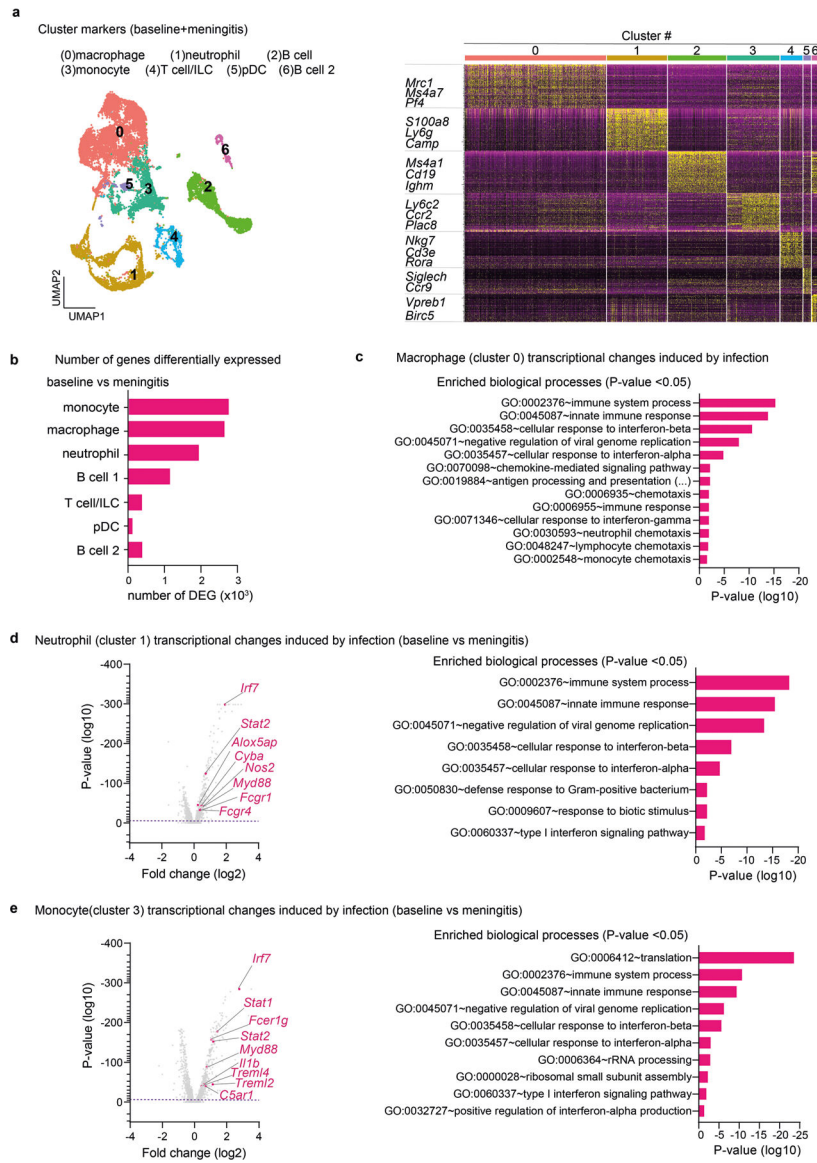 a
Cluster markers (baseline+meningitis)
(0)macrophage (1)neutrophil (2)B cell
(3)monocyte (4)T cell/ILC (5)pDC (6)B cell 2
0
6
5
3
2
4
1
UMAP2
UMAP1
Cluster #
0 1 2 3 4 5 6
Mrc1
Ms4a7
Pf4
S100a8
Ly6g
Camp
Ms4a1
Cd19
Ighm
Ly6c2
Ccr2
Plac8
Nkg7
Cd3e
Rora
Siglech
Ccr9
Vpreb1
Birc5
b
Number of genes differentially expressed
baseline vs meningitis
monocyte
macrophage
neutrophil
B cell 1
T cell/ILC
pDC
B cell 2
0 1 2 3
number of DEG (x10³)
c
Macrophage (cluster 0) transcriptional changes induced by infection
Enriched biological processes (P-value <0.05)
GO:0002376~immune system process
GO:0045087~innate immune response
GO:0035458~cellular response to interferon-beta
GO:0045071~negative regulation of viral genome replication
GO:0035457~cellular response to interferon-alpha
GO:0070098~chemokine-mediated signaling pathway
GO:0019884~antigen processing and presentation (...)
GO:0006935~chemotaxis
GO:0006955~immune response
GO:0071346~cellular response to interferon-gamma
GO:0030593~neutrophil chemotaxis
GO:0048247~lymphocyte chemotaxis
GO:0002548~monocyte chemotaxis
0 -5 -10 -15 -20
P-value (log10)
d
Neutrophil (cluster 1) transcriptional changes induced by infection (baseline vs meningitis)
-400
-300
-200
-100
0
P-value (log10)
Irf7
Stat2
Alox5ap
Cyba
Nos2
Myd88
Fcgr1
Fcgr4
-4 -2 0 2 4
Fold change (log2)
Enriched biological processes (P-value <0.05)
GO:0002376~immune system process
GO:0045087~innate immune response
GO:0045071~negative regulation of viral genome replication
GO:0035458~cellular response to interferon-beta
GO:0035457~cellular response to interferon-alpha
GO:0050830~defense response to Gram-positive bacterium
GO:0009607~response to biotic stimulus
GO:0060337~type I interferon signaling pathway
0 -5 -10 -15 -20
P-value (log10)
e
Monocyte(cluster 3) transcriptional changes induced by infection (baseline vs meningitis)
-400
-300
-200
-100
0
P-value (log10)
Irf7
Stat1
Fcer1g
Stat2
Myd88
Il1b
Treml4
Treml2
C5ar1
-4 -2 0 2 4
Fold change (log2)
Enriched biological processes (P-value <0.05)
GO:0006412~translation
GO:0002376~immune system process
GO:0045087~innate immune response
GO:0045071~negative regulation of viral genome replication
GO:0035458~cellular response to interferon-beta
GO:0035457~cellular response to interferon-alpha
GO:0006364~rRNA processing
GO:0000028~ribosomal small subunit assembly
GO:0060337~type I interferon signaling pathway
GO:0032727~positive regulation of interferon-alpha production
0 -5 -10 -15 -20 -25
P-value (log10)